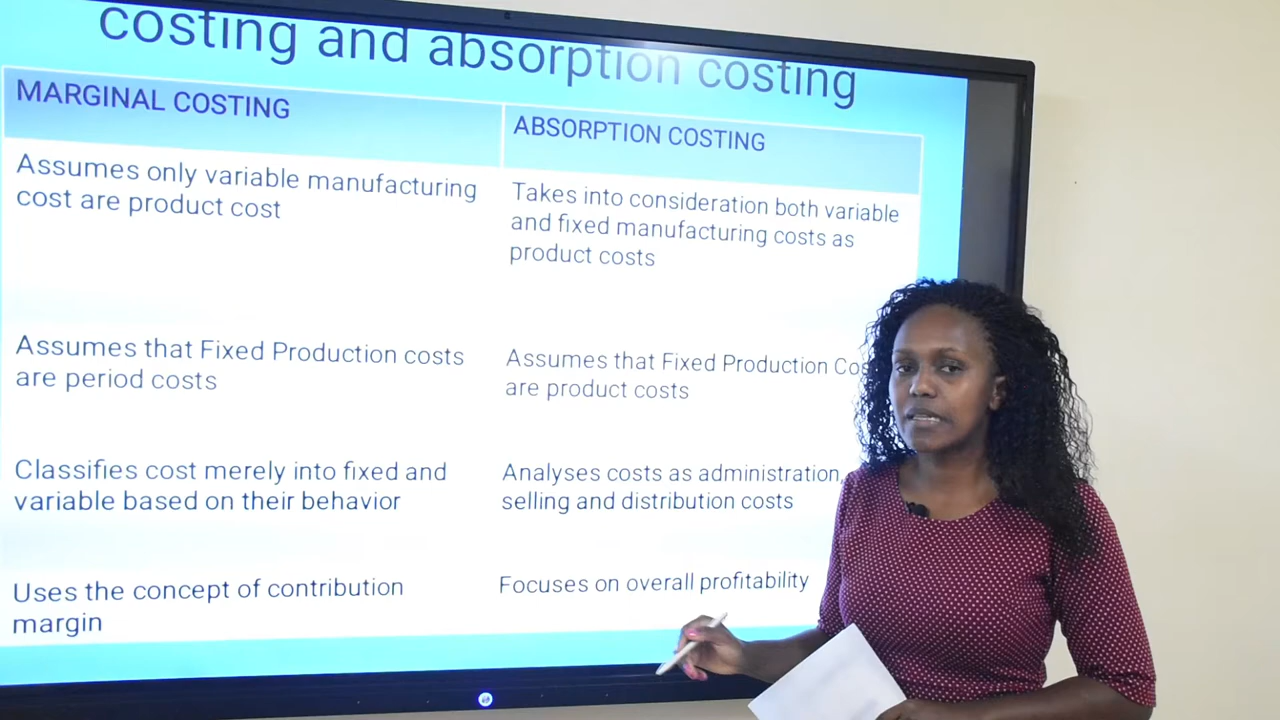 costing and absorption costing
MARGINAL COSTING
ABSORPTION COSTING
Assumes only variable manufacturing
cost are product cost
Takes into consideration both variable
and fixed manufacturing costs as
product costs
Assumes that Fixed Production costs
are period costs
Assumes that Fixed Production
are product costs
Classifies cost merely into fixed and
variable based on their behavior
Analyses costs as administration,
selling and distribution costs
Uses the concept of contribution
margin
Focuses on overall profitability